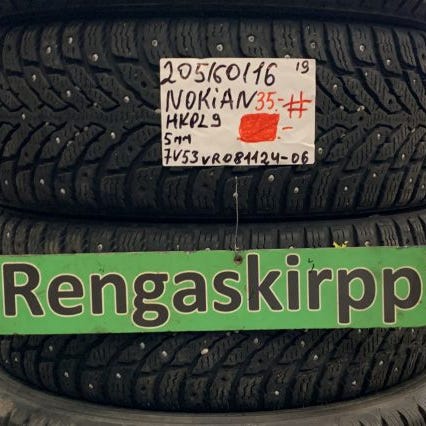 205/60/16 19
NOKiAN 35.-#
HKPL9 .-
5mm
7V53VR081124-06
Rengaskirpp